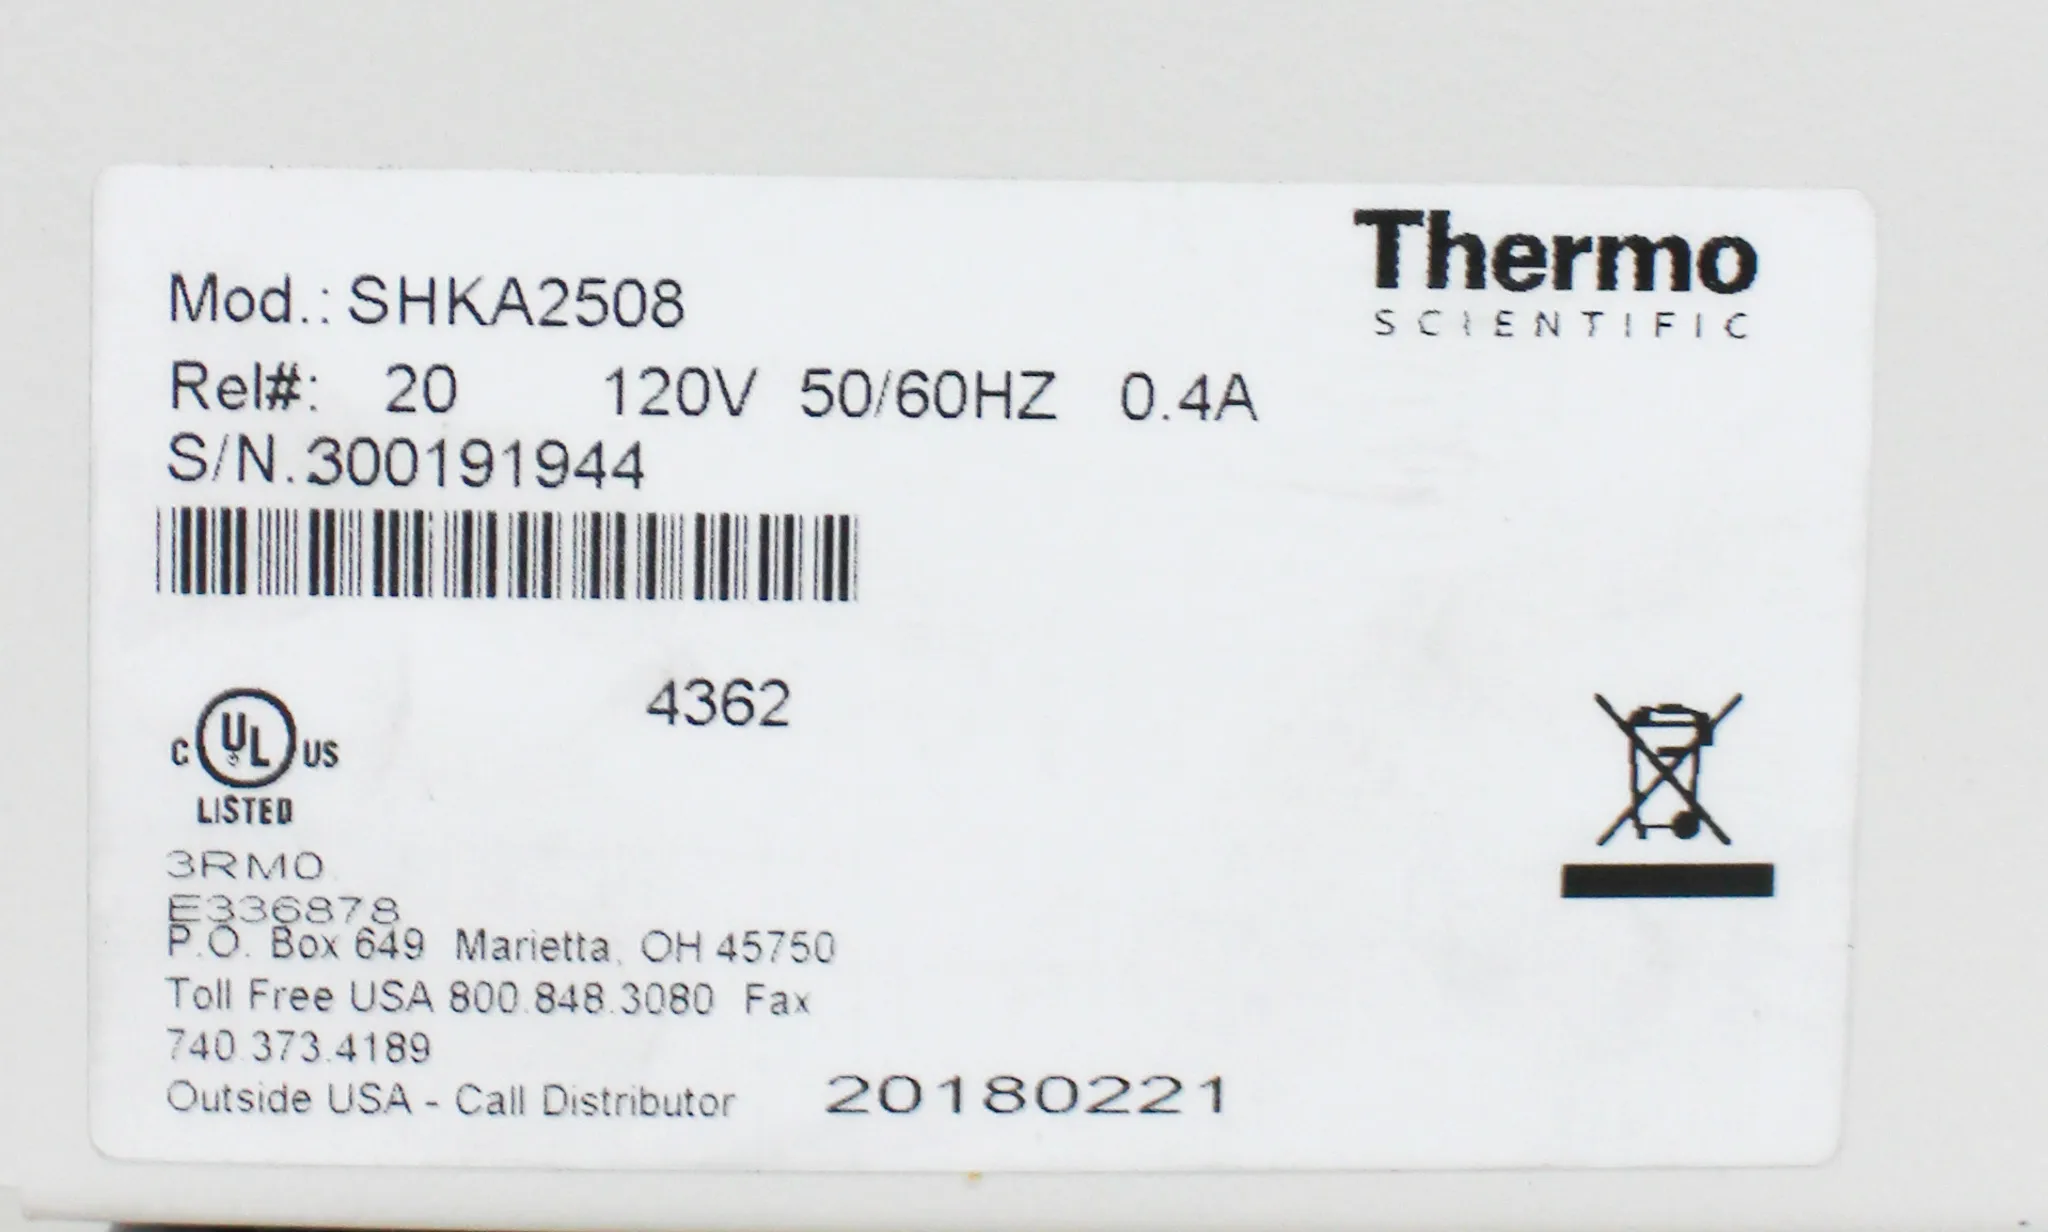 Thermo
SCIENTIFIC
Mod.: SHKA2508
Rel#: 20 120V 50/60HZ 0.4A
S/N.300191944
4362
C UL US
LISTED
3RM0
E336878
P.O. Box 649 Marietta, OH 45750
Toll Free USA 800.848.3080 Fax
740.373.4189
Outside USA - Call Distributor 20180221